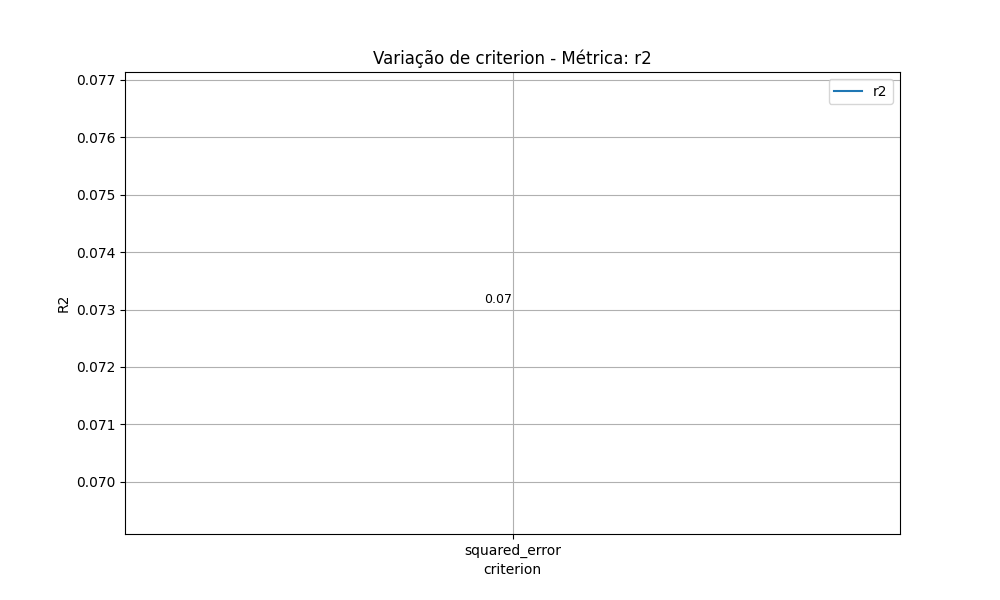 Variação de criterion - Métrica: r2
r2
0.077
0.076
0.075
0.074
0.073
0.072
0.071
0.070
R2
0.07
squared_error
criterion